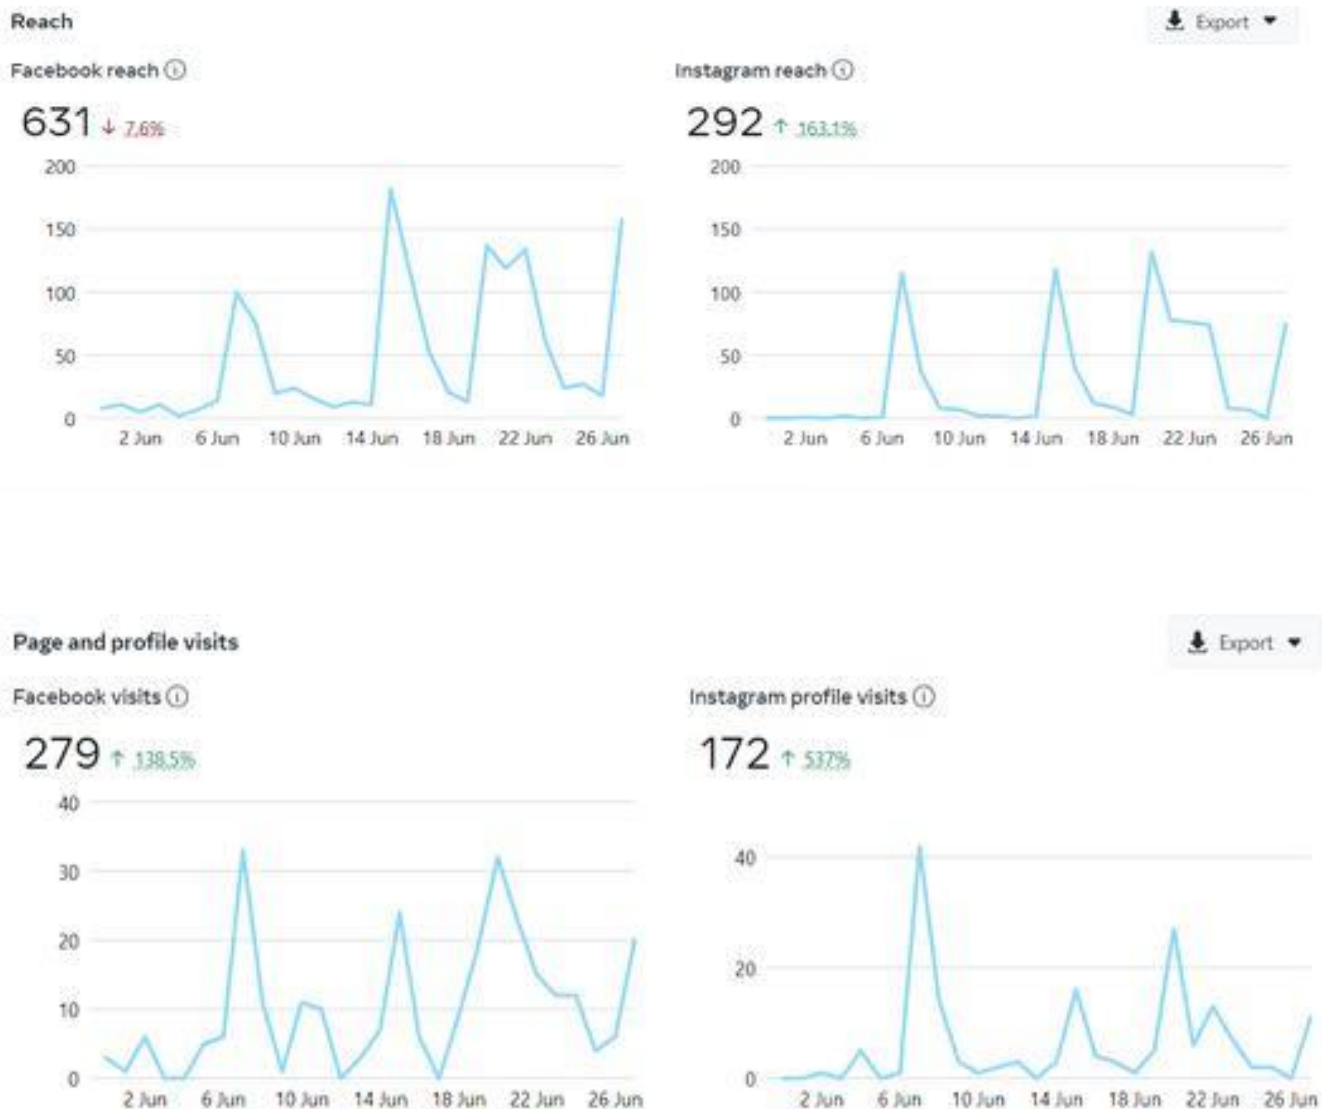 Reach
Export
Facebook reach
Instagram reach
631 ↓ 7.6%
292 ↑ 163.1%
200
150
100
50
0
2 Jun 6 Jun 10 Jun 14 Jun 18 Jun 22 Jun 26 Jun
200
150
100
50
0
2 Jun 6 Jun 10 Jun 14 Jun 18 Jun 22 Jun 26 Jun
Page and profile visits
Export
Facebook visits
Instagram profile visits
279 ↑ 138.5%
172 ↑ 537%
40
30
20
10
0
2 Jun 6 Jun 10 Jun 14 Jun 18 Jun 22 Jun 26 Jun
40
20
0
2 Jun 6 Jun 10 Jun 14 Jun 18 Jun 22 Jun 26 Jun